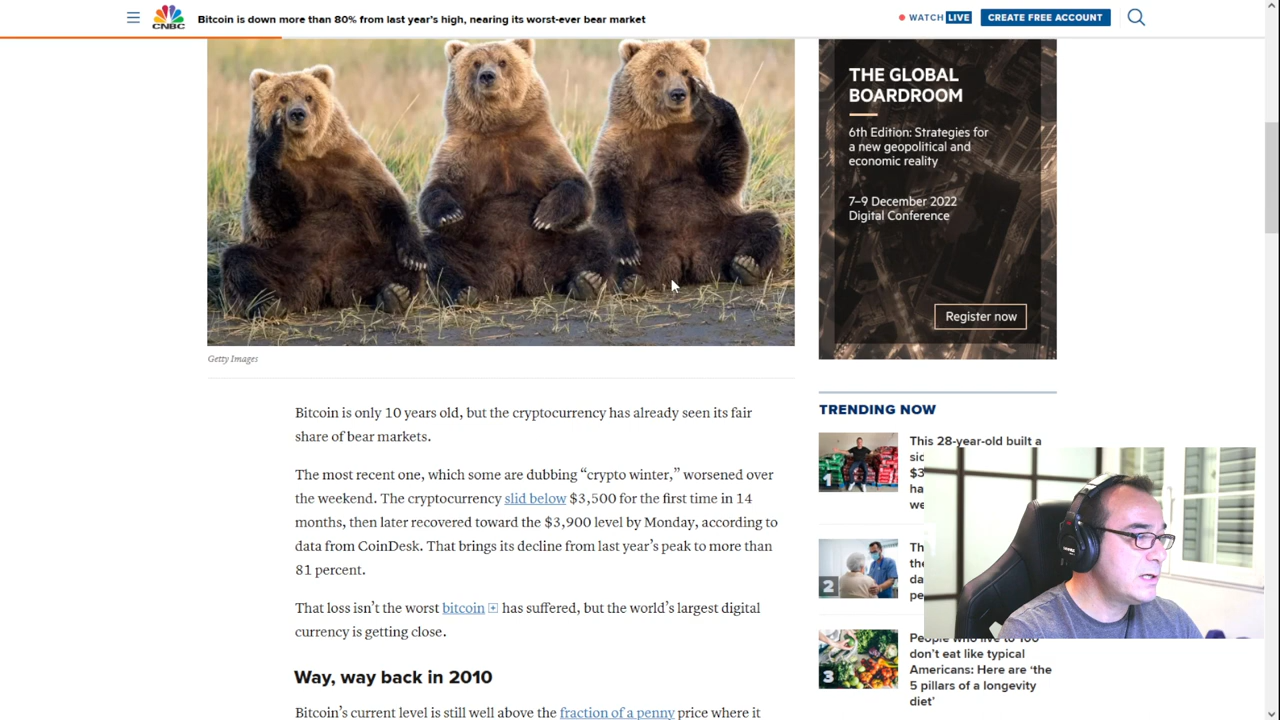 CNBC
Bitcoin is down more than 80% from last year's high, nearing its worst-ever bear market
WATCH LIVE
CREATE FREE ACCOUNT
Getty Images
Bitcoin is only 10 years old, but the cryptocurrency has already seen its fair
share of bear markets.
The most recent one, which some are dubbing “crypto winter,” worsened over
the weekend. The cryptocurrency slid below $3,500 for the first time in 14
months, then later recovered toward the $3,900 level by Monday, according to
data from CoinDesk. That brings its decline from last year’s peak to more than
81 percent.
That loss isn’t the worst bitcoin has suffered, but the world’s largest digital
currency is getting close.
Way, way back in 2010
Bitcoin’s current level is still well above the fraction of a penny price where it
THE GLOBAL
BOARDROOM
6th Edition: Strategies for
a new geopolitical and
economic reality
7–9 December 2022
Digital Conference
Register now
TRENDING NOW
1
This 28-year-old built a
2
3
don’t eat like typical
Americans: Here are ‘the
5 pillars of a longevity
diet’